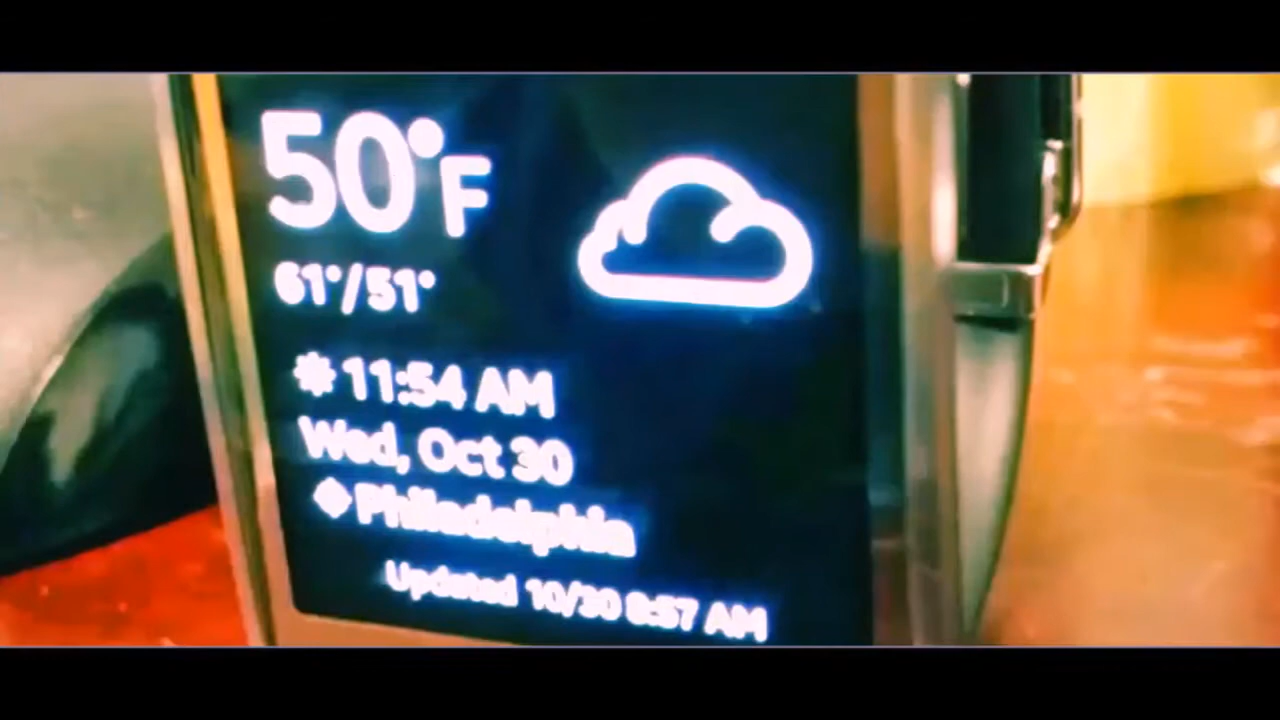 50°F
61°/51°
11:54 AM
Wed, Oct 30
Philadelphia
Updated 10/30 8:57 AM